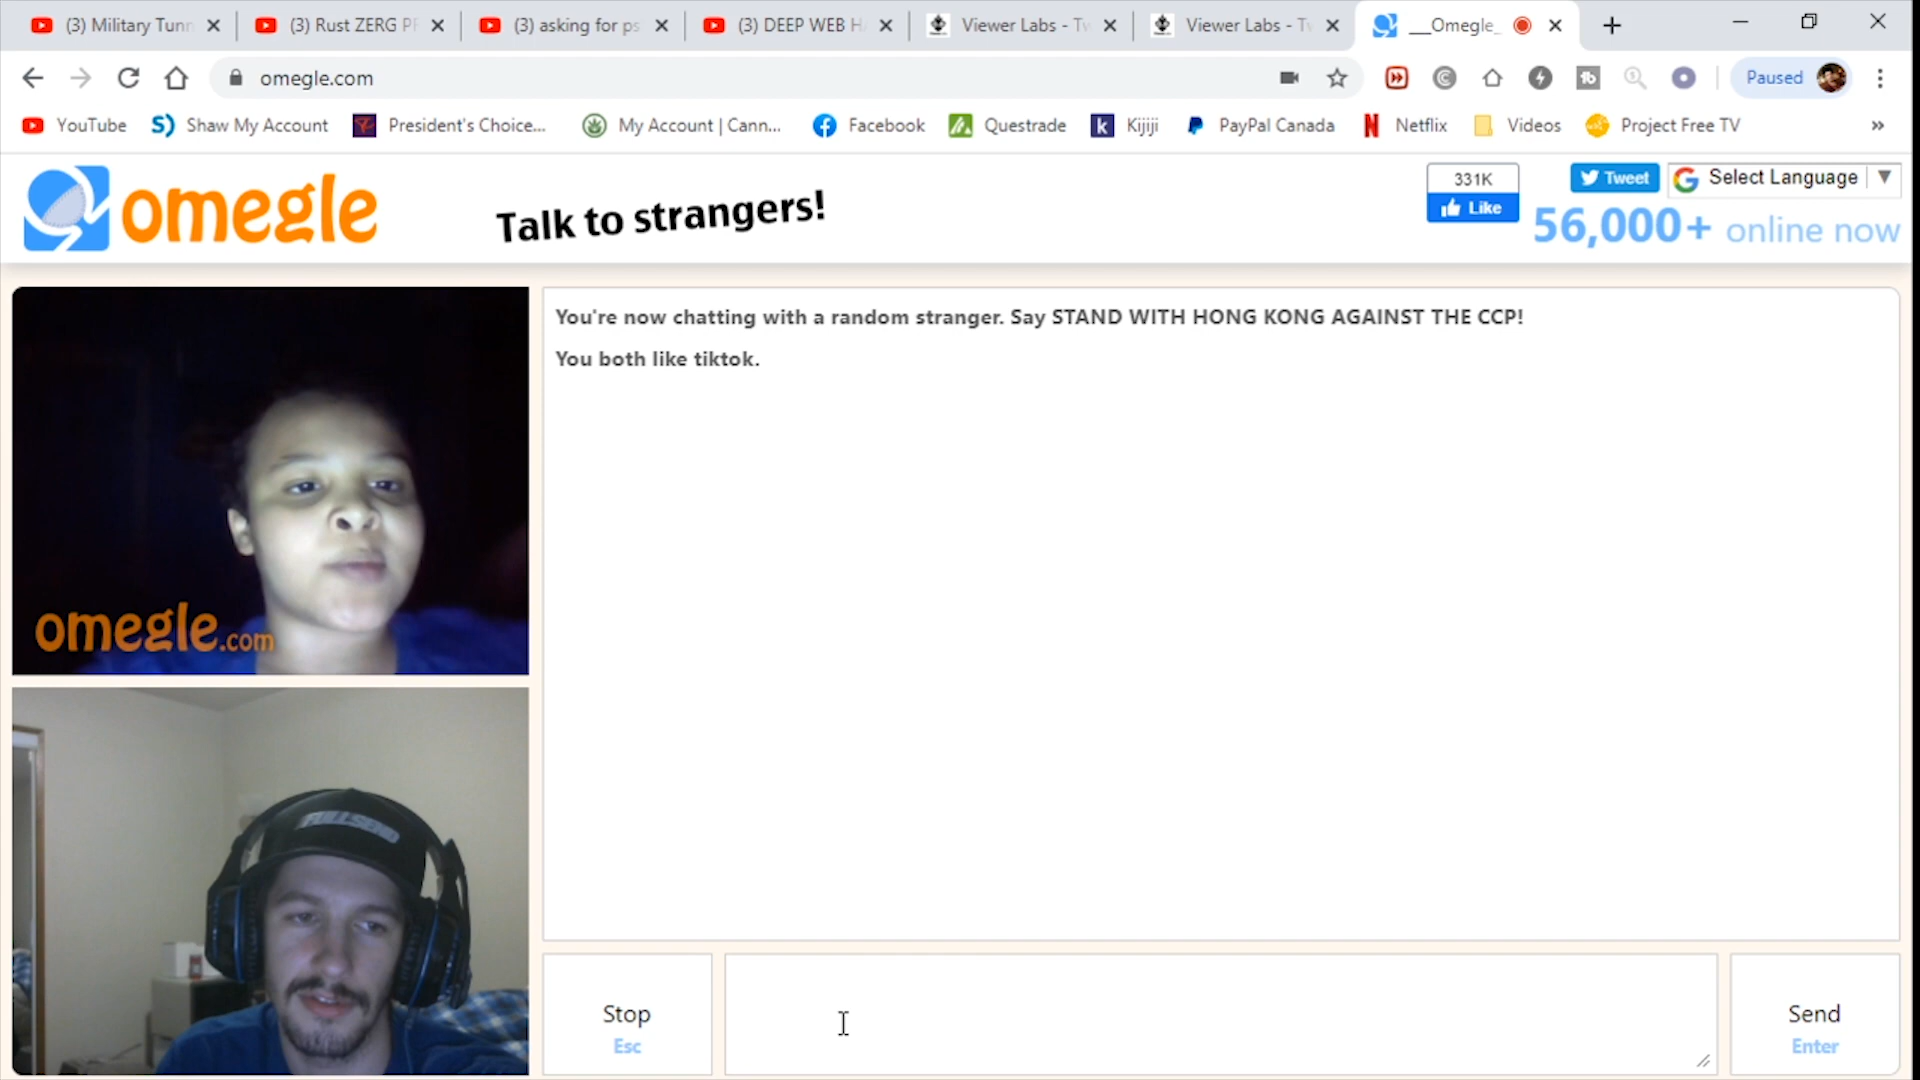 (3) Military Tunn
(3) Rust ZERG P
(3) asking for ps
(3) DEEP WEB H
Viewer Labs - Tw
Viewer Labs - Tv
__Omegle_
omegle.com
tb
Paused
YouTube
Shaw My Account
President's Choice...
My Account | Cann...
Facebook
Questrade
Kijiji
PayPal Canada
Netflix
Videos
Project Free TV
omegle
Talk to strangers!
331K
Like
Tweet
Select Language
56,000+ online now
You're now chatting with a random stranger. Say STAND WITH HONG KONG AGAINST THE CCP!
You both like tiktok.
omegle.com
Stop
Esc
Send
Enter